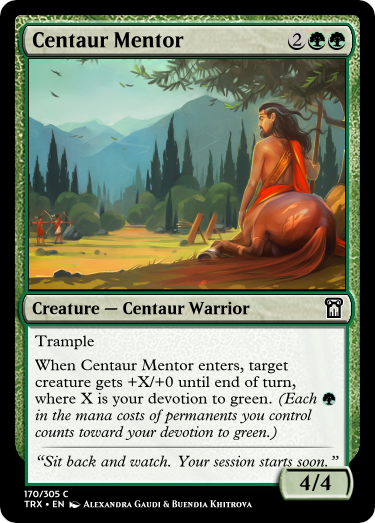 Centaur Mentor 2
Creature — Centaur Warrior
Trample
When Centaur Mentor enters, target
creature gets +X/+0 until end of turn,
where X is your devotion to green. (Each
in the mana costs of permanents you control
counts toward your devotion to green.)
“Sit back and watch. Your session starts soon.”
4/4
170/305 C
TRX • EN Alexandra Gaudi & Buendia Khitrova